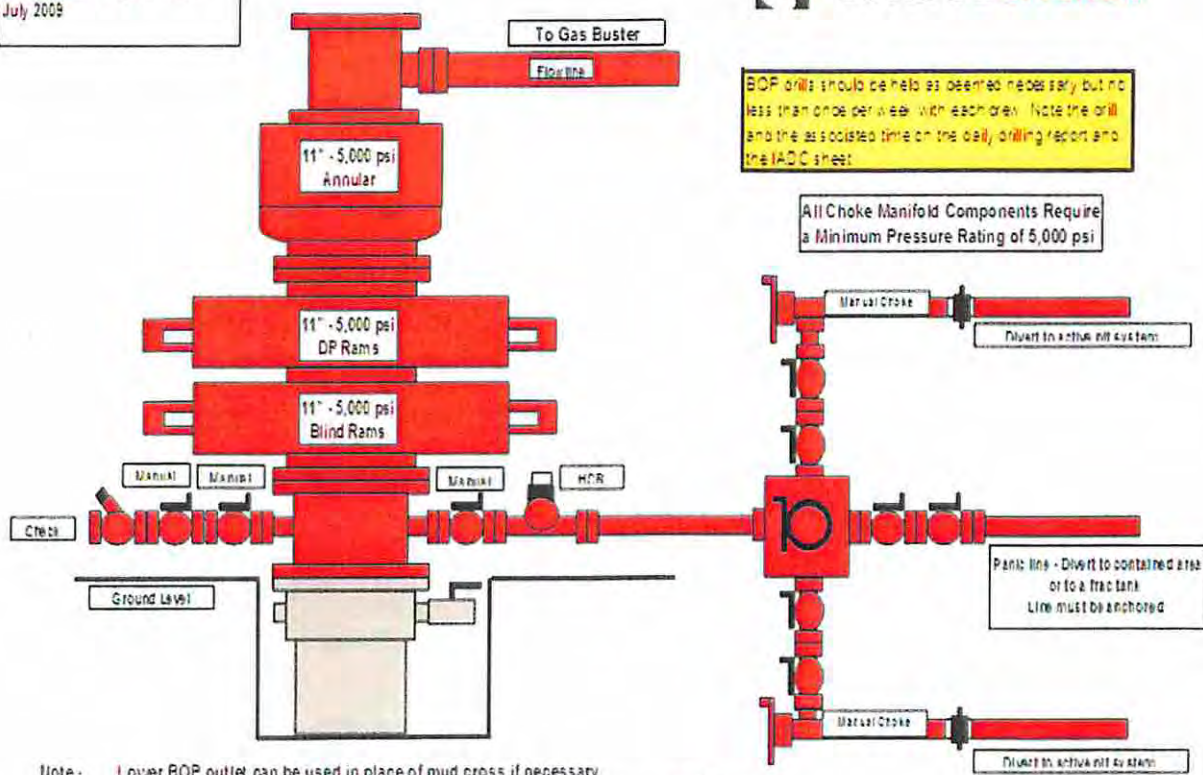 July 2009
To Gas Buster
Flowline
BOP drills should be held as deemed necessary but no
less than once per week with each crew. Note the drill
and the associated time on the daily drilling report and
the IADC sheet
11" - 5,000 psi
Annular
All Choke Manifold Components Require
a Minimum Pressure Rating of 5,000 psi
Manual Choke
Divert to active pit system
11" - 5,000 psi
DP Rams
11" - 5,000 psi
Blind Rams
Manual
Manual
Manual
HCR
Check
Panic line - Divert to contained area
or to a frac tank
Line must be anchored
Ground Level
Manual Choke
Divert to active pit system
Note - Lower BOP outlet can be used in place of mud cross if necessary